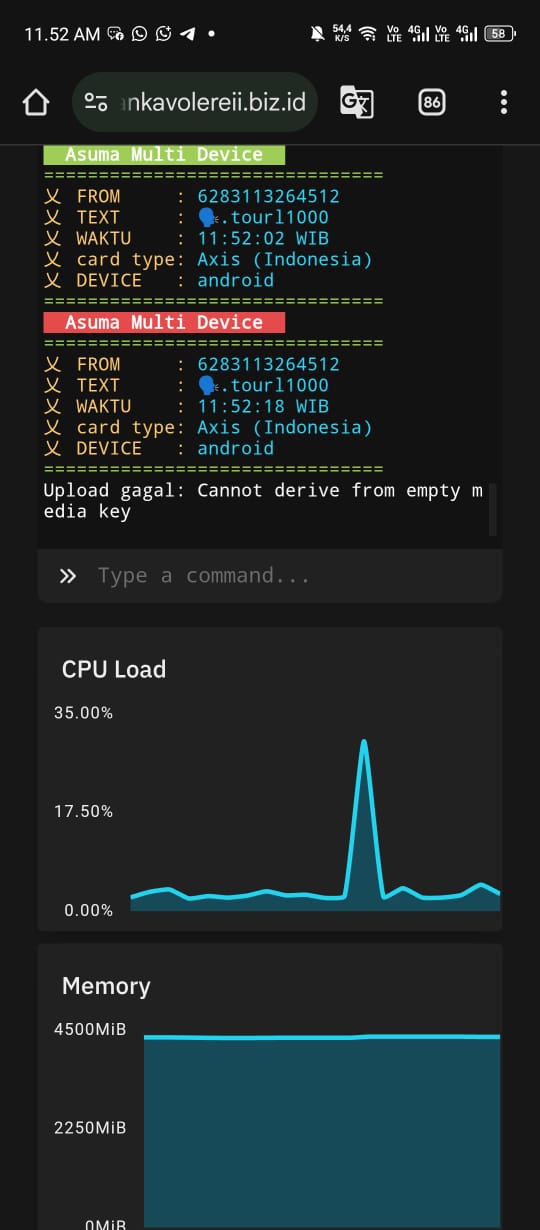 11.52 AM
54,4 K/S
Vo LTE 4G Vo LTE 4G 58
ankavolereii.biz.id
G
86
Asuma Multi Device
================================
乂 FROM : 6283113264512
乂 TEXT : 🗣.tourl1000
乂 WAKTU : 11:52:02 WIB
乂 card type: Axis (Indonesia)
乂 DEVICE : android
================================
Asuma Multi Device
================================
乂 FROM : 6283113264512
乂 TEXT : 🗣.tourl1000
乂 WAKTU : 11:52:18 WIB
乂 card type: Axis (Indonesia)
乂 DEVICE : android
================================
Upload gagal: Cannot derive from empty m
edia key
Type a command...
CPU Load
35.00%
17.50%
0.00%
Memory
4500MiB
2250MiB
0MiB